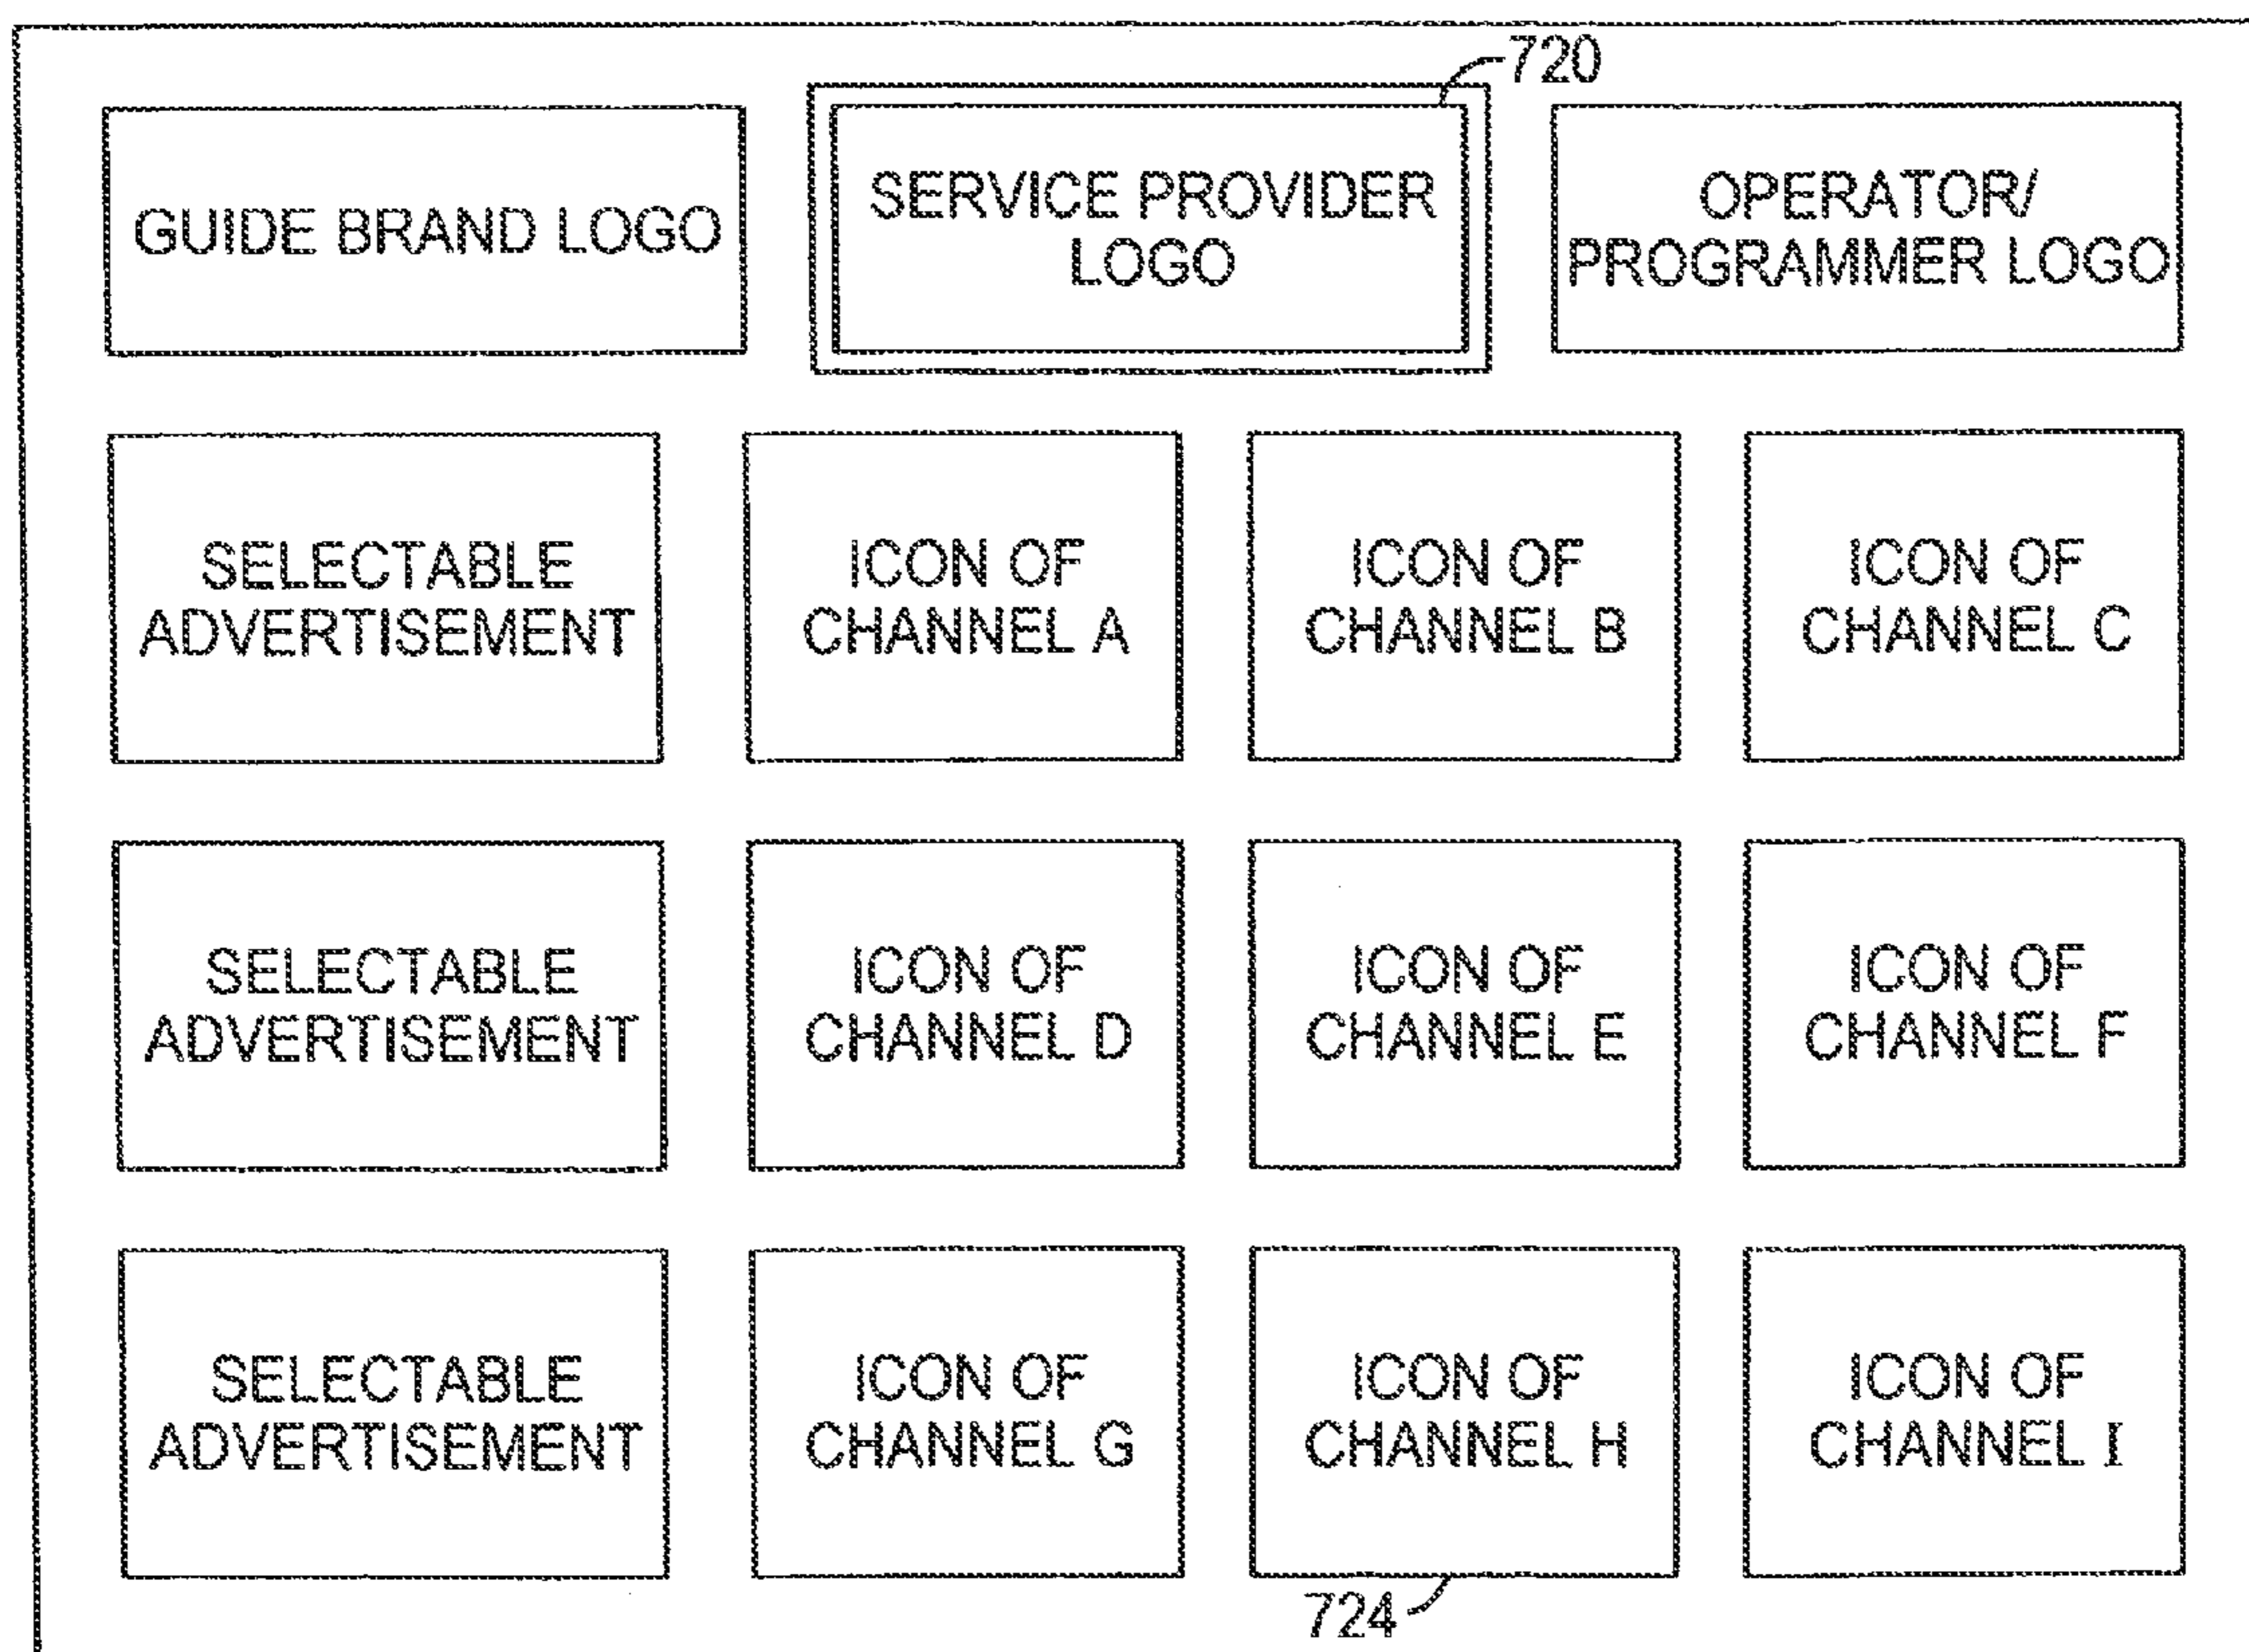 720
GUIDE BRAND LOGO
SERVICE PROVIDER
LOGO
OPERATOR/
PROGRAMMER LOGO
SELECTABLE
ADVERTISEMENT
ICON OF
CHANNEL A
ICON OF
CHANNEL B
ICON OF
CHANNEL C
SELECTABLE
ADVERTISEMENT
ICON OF
CHANNEL D
ICON OF
CHANNEL E
ICON OF
CHANNEL F
SELECTABLE
ADVERTISEMENT
ICON OF
CHANNEL G
ICON OF
CHANNEL H
ICON OF
CHANNEL I
724